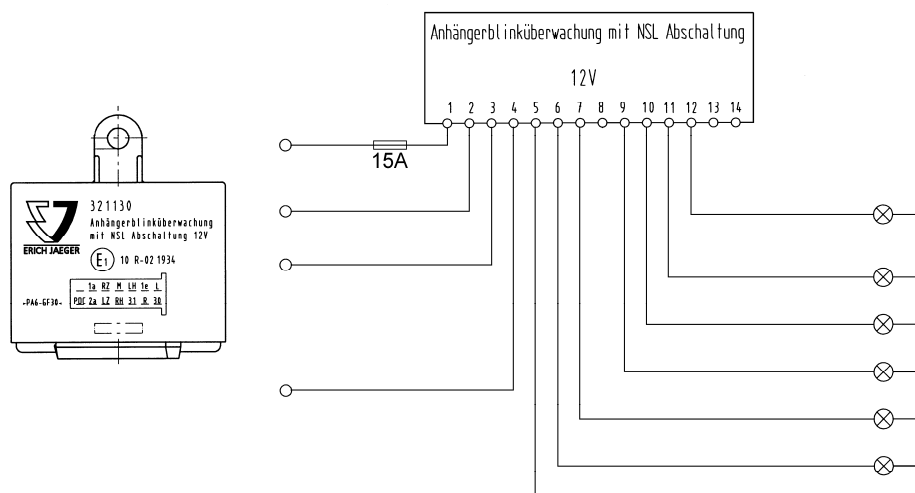 Anhängerblinküberwachung mit NSL Abschaltung
12V
1 2 3 4 5 6 7 8 9 10 11 12 13 14
15A
321130
Anhängerblinküberwachung
mit NSL Abschaltung 12V
ERICH JAEGER
E1 10 R-02 1934
1a RZ M LH 1e L
POC 2a LZ RH 31 R 30
-PA6-GF30-